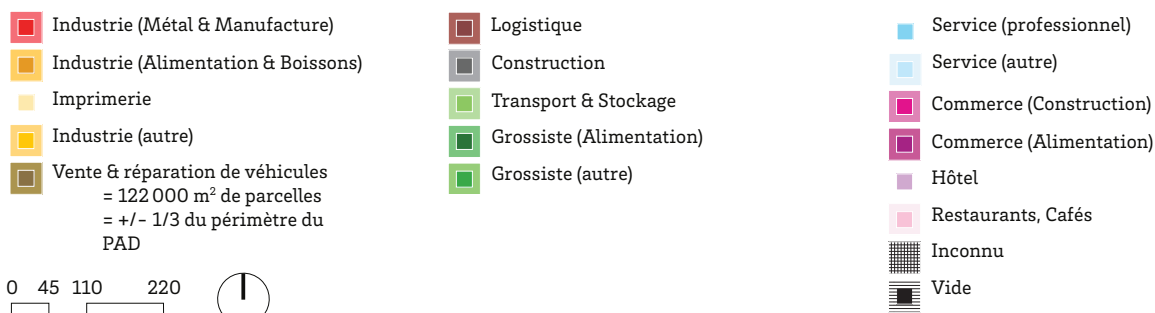 Industrie (Métal & Manufacture)
Industrie (Alimentation & Boissons)
Imprimerie
Industrie (autre)
Vente & réparation de véhicules
= 122 000 m² de parcelles
= +/- 1/3 du périmètre du
PAD
0 45 110 220
Logistique
Construction
Transport & Stockage
Grossiste (Alimentation)
Grossiste (autre)
Service (professionnel)
Service (autre)
Commerce (Construction)
Commerce (Alimentation)
Hôtel
Restaurants, Cafés
Inconnu
Vide